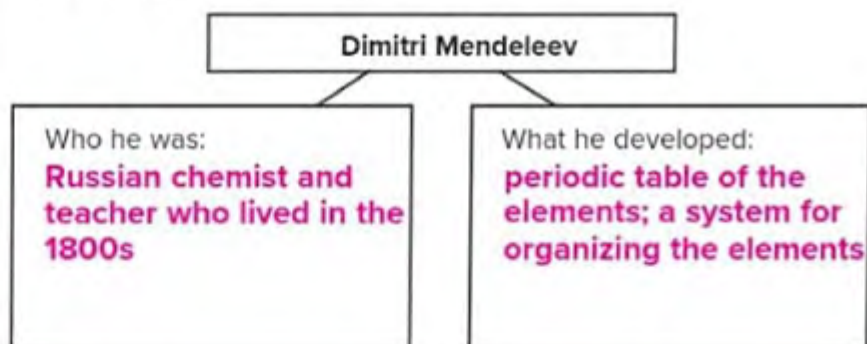 Dimitri Mendeleev
Who he was:
Russian chemist and
teacher who lived in the
1800s
What he developed:
periodic table of the
elements; a system for
organizing the elements